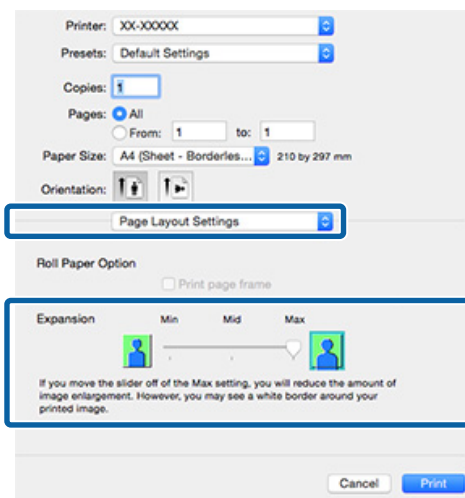 Printer: XX-XXXXX
Presets: Default Settings
Copies: 1
Pages: All
From: 1 to: 1
Paper Size: A4 (Sheet - Borderles... 210 by 297 mm
Orientation:
Page Layout Settings
Roll Paper Option
Print page frame
Expansion Min Mid Max
If you move the slider off of the Max setting, you will reduce the amount of
image enlargement. However, you may see a white border around your
printed image.
Cancel Print